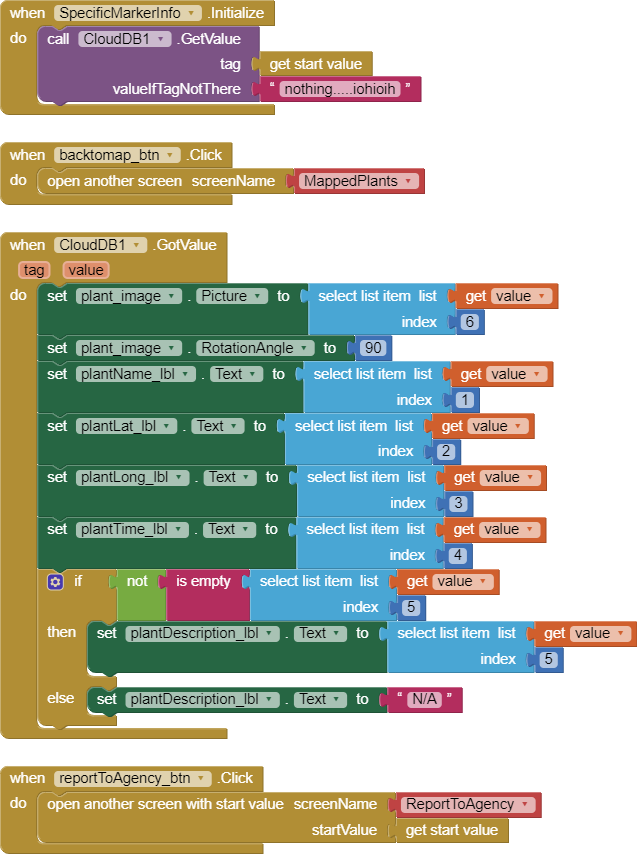 when SpecificMarkerInfo .Initialize
do call CloudDB1 .GetValue
tag get start value
valueIfTagNotThere " nothing.....iohioih "
when backtomap_btn .Click
do open another screen screenName MappedPlants
when CloudDB1 .GotValue
tag value
do set plant_image . Picture to select list item list get value
index 6
set plant_image . RotationAngle to 90
set plantName_lbl . Text to select list item list get value
index 1
set plantLat_lbl . Text to select list item list get value
index 2
set plantLong_lbl . Text to select list item list get value
index 3
set plantTime_lbl . Text to select list item list get value
index 4
if not is empty select list item list get value
index 5
then set plantDescription_lbl . Text to select list item list get value
index 5
else set plantDescription_lbl . Text to " N/A "
when reportToAgency_btn .Click
do open another screen with start value screenName ReportToAgency
startValue get start value